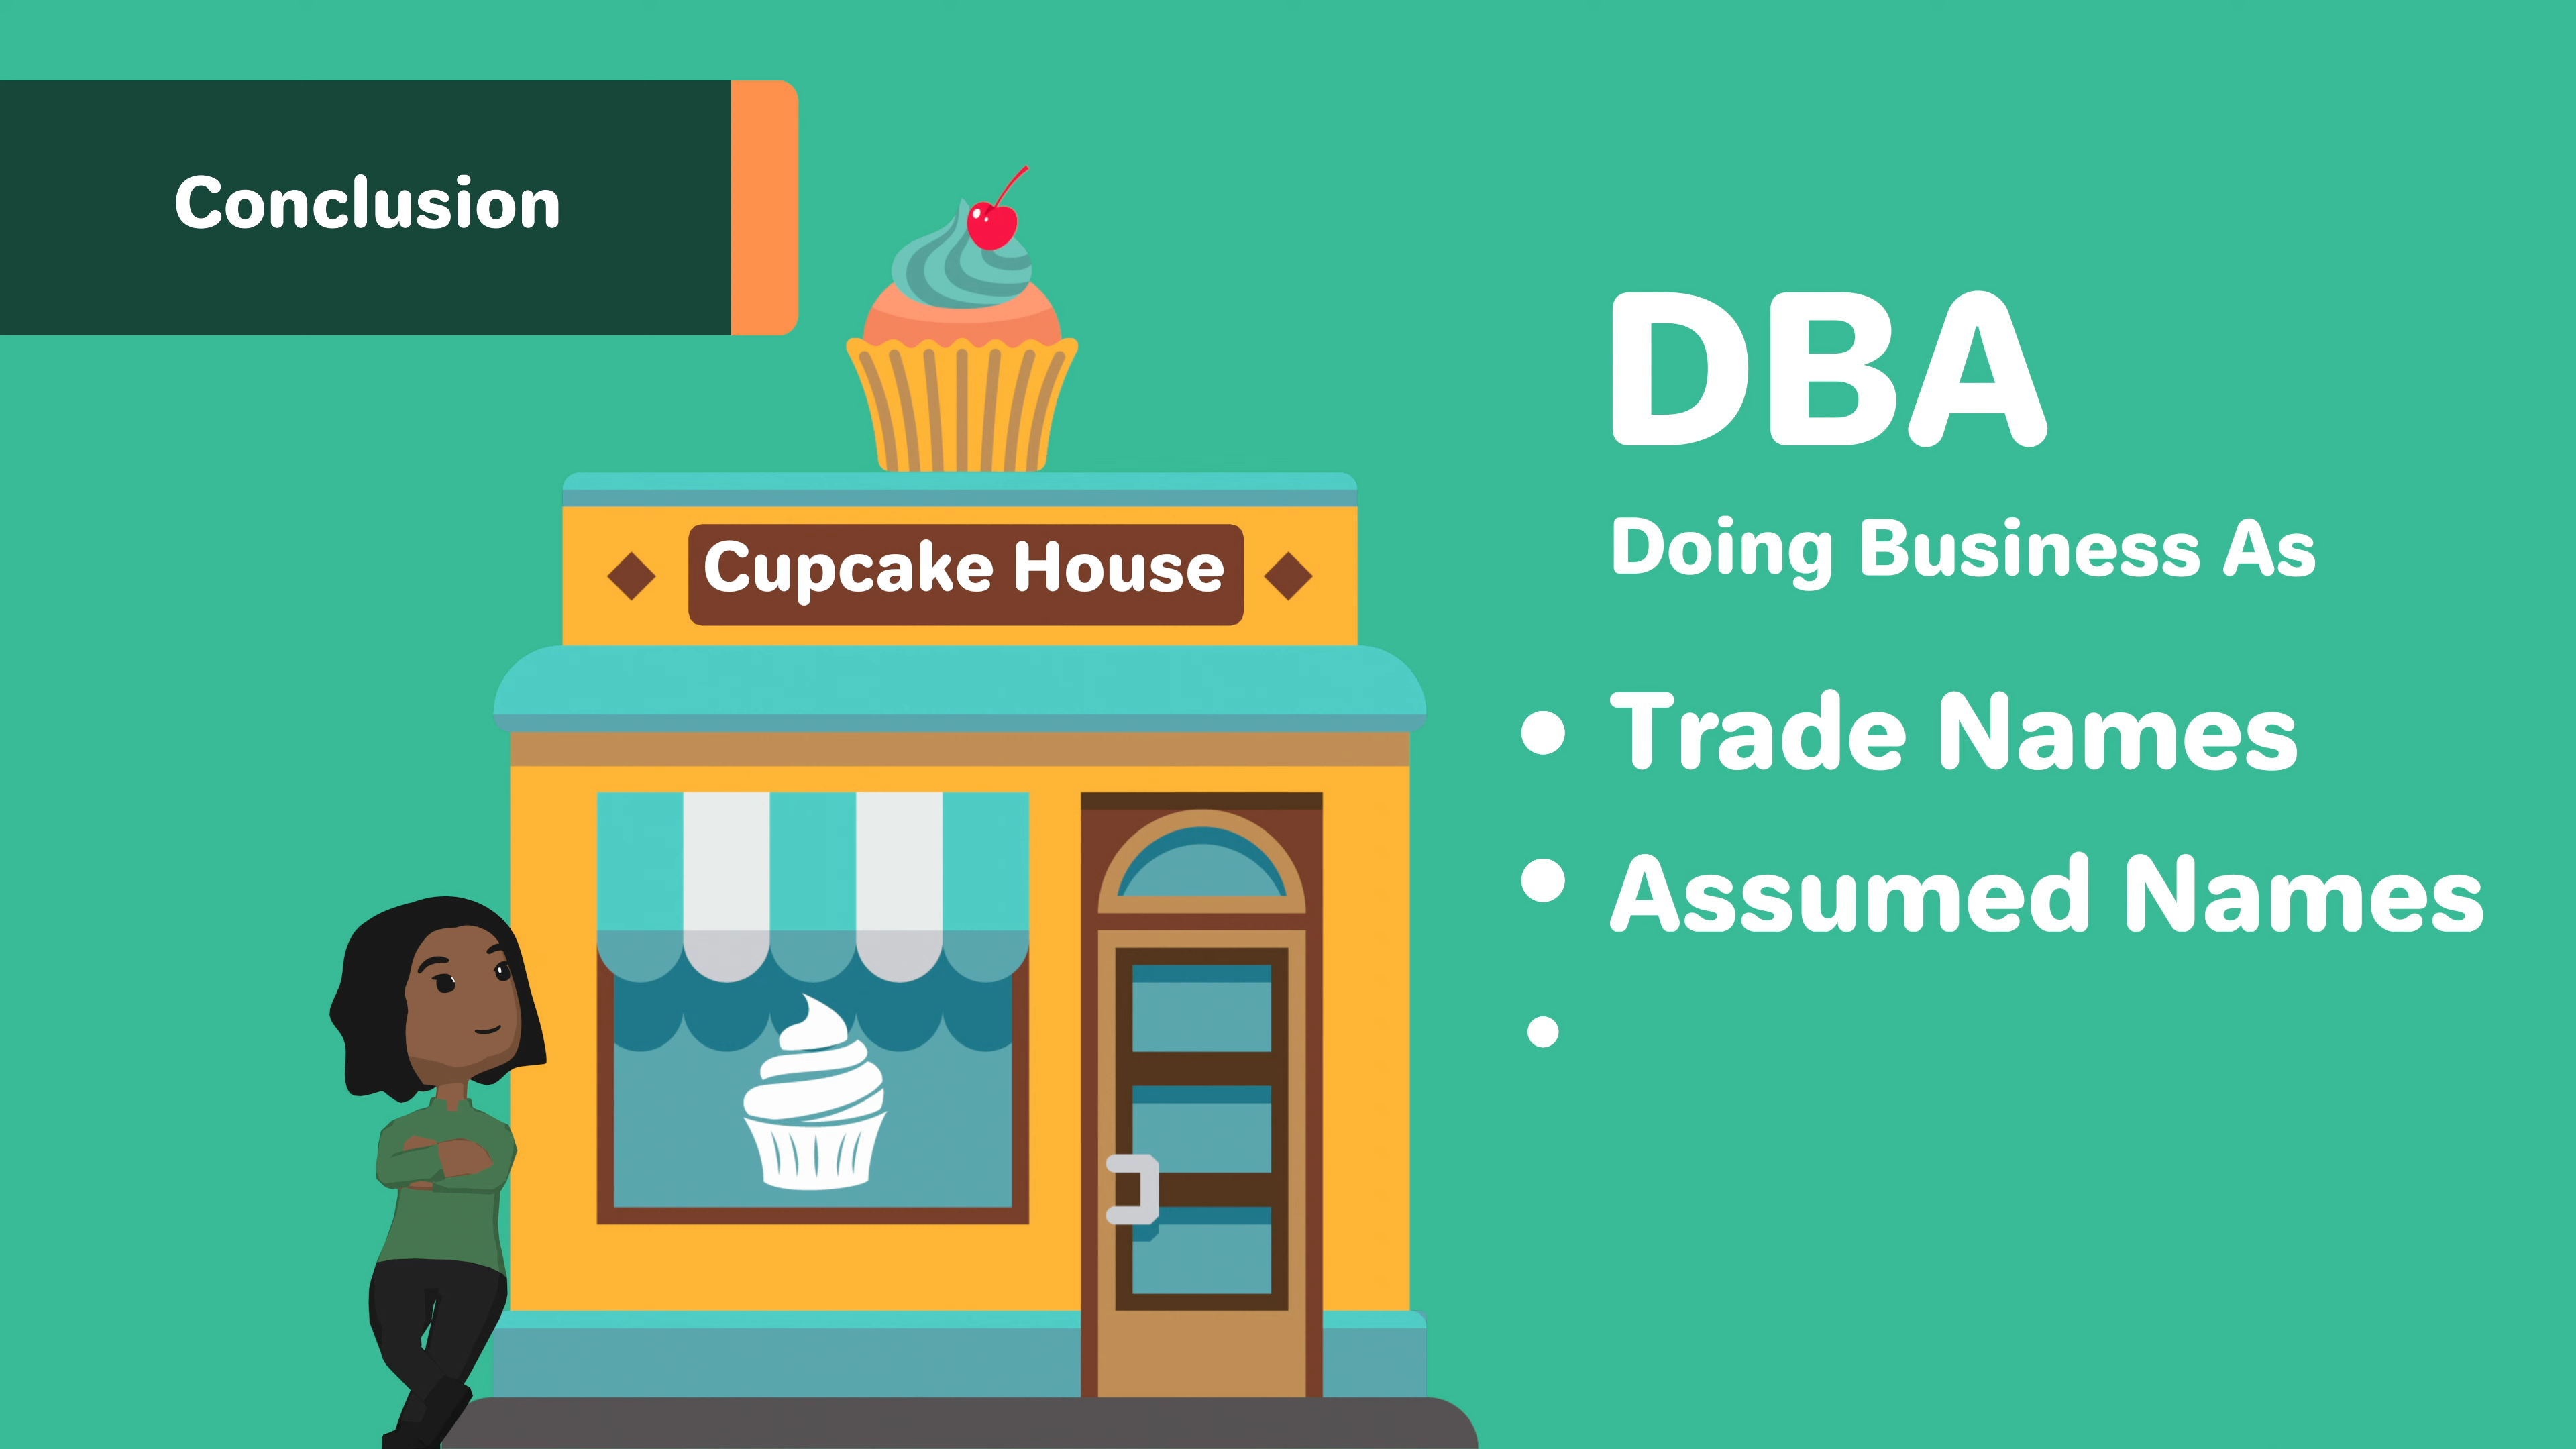 Conclusion
Cupcake House
DBA
Doing Business As
• Trade Names
• Assumed Names
•